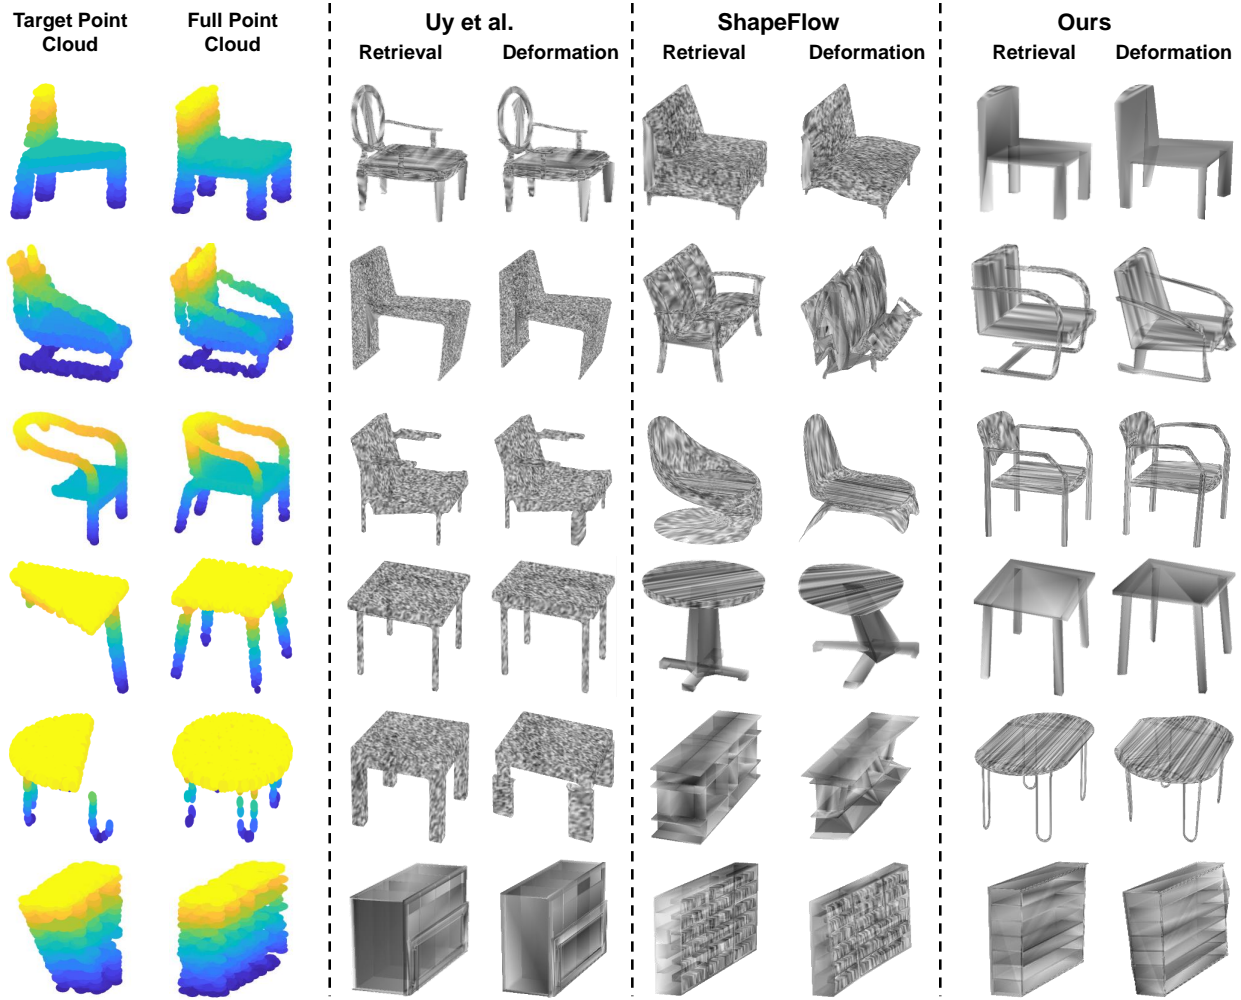 Target Point
Cloud
Full Point
Cloud
Uy et al.
Retrieval
Deformation
ShapeFlow
Retrieval
Deformation
Ours
Retrieval
Deformation